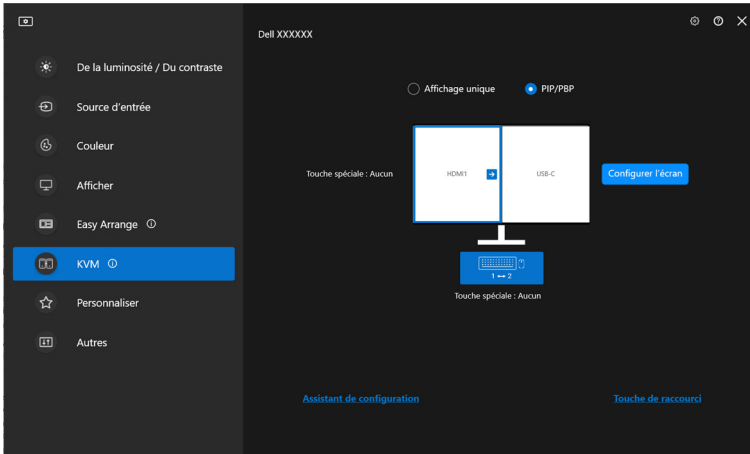 Dell XXXXXX
De la luminosité / Du contraste
Source d'entrée
Couleur
Afficher
Easy Arrange
KVM
Personnaliser
Autres
Affichage unique
PIP/PBP
Touche spéciale : Aucun
HDMI1
USB-C
Configurer l'écran
1 ↔ 2
Touche spéciale : Aucun
Assistant de configuration
Touche de raccourci